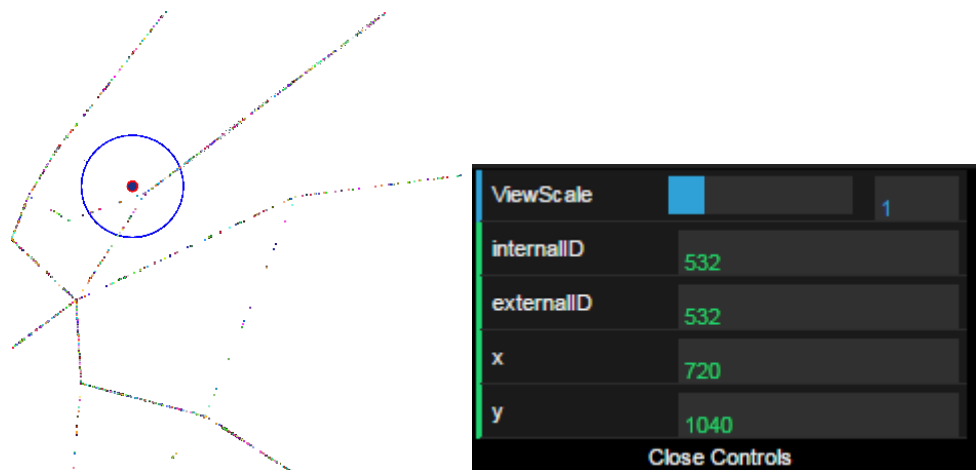 ViewScale 1
internalID 532
externalID 532
x 720
y 1040
Close Controls